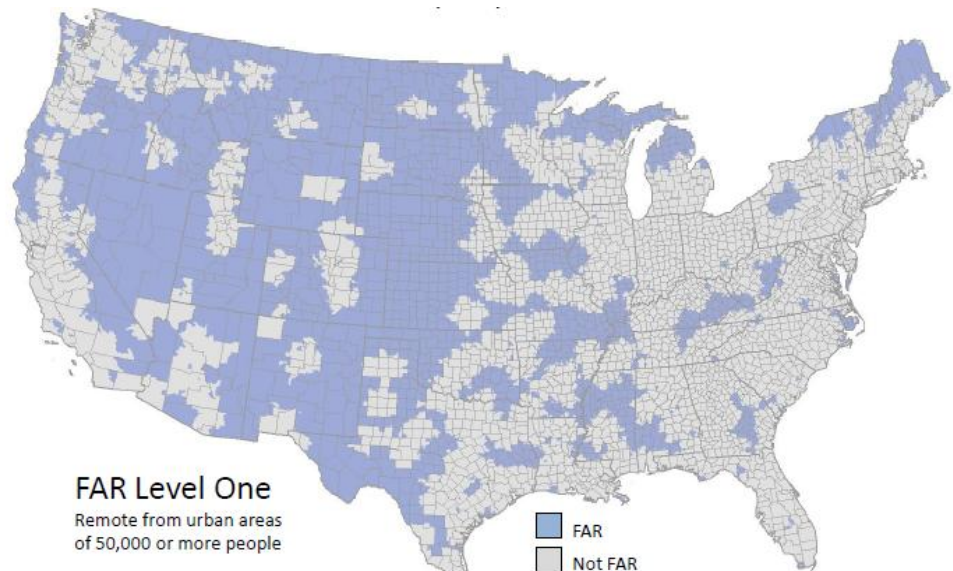 FAR Level One
Remote from urban areas
of 50,000 or more people
FAR
Not FAR